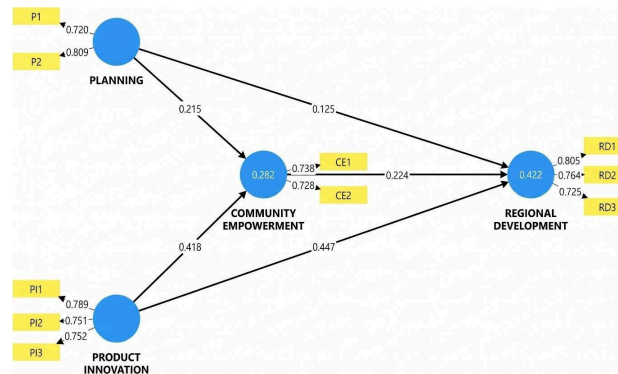 P1
0.720
P2
0.809
PLANNING
0.215
0.125
0.282
0.738
CE1
0.728
CE2
0.224
COMMUNITY
EMPOWERMENT
0.422
0.805
RD1
0.764
RD2
0.725
RD3
REGIONAL
DEVELOPMENT
0.418
0.447
PI1
0.789
PI2
0.751
PI3
0.752
PRODUCT
INNOVATION